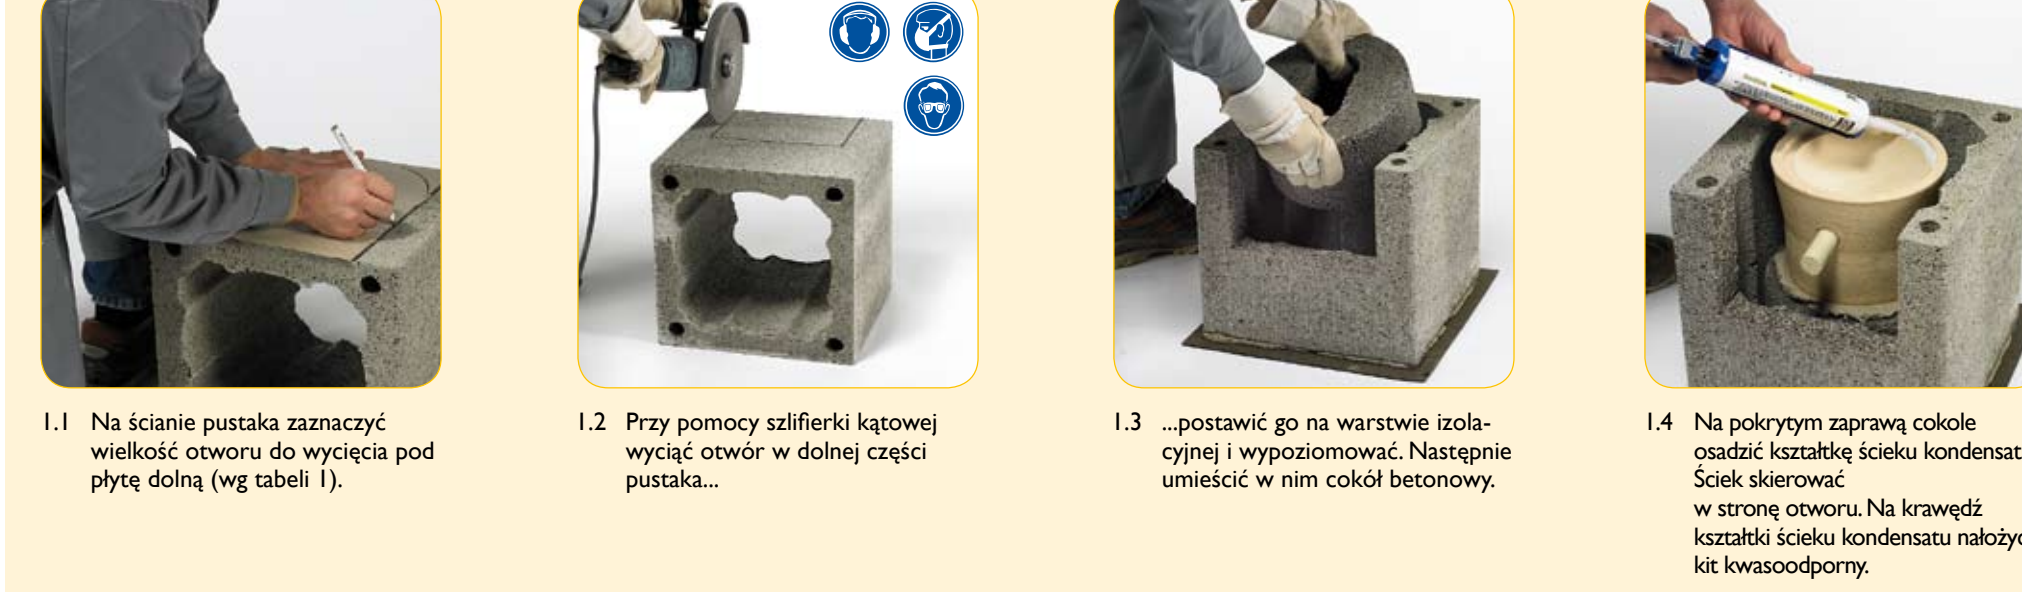 1.1 Na ścianie pustaka zaznaczyć
wielkość otworu do wycięcia pod
płytę dolną (wg tabeli 1).
1.2 Przy pomocy szlifierki kątowej
wyciąć otwór w dolnej części
pustaka...
1.3 ...postawić go na warstwie izola-
cyjnej i wypoziomować. Następnie
umieścić w nim cokół betonowy.
1.4 Na pokrytym zaprawą cokole
osadzić kształtkę ścieku kondensat
Ściek skierować
w stronę otworu. Na krawędź
kształtki ścieku kondensatu nałożyć
kit kwasoodporny.